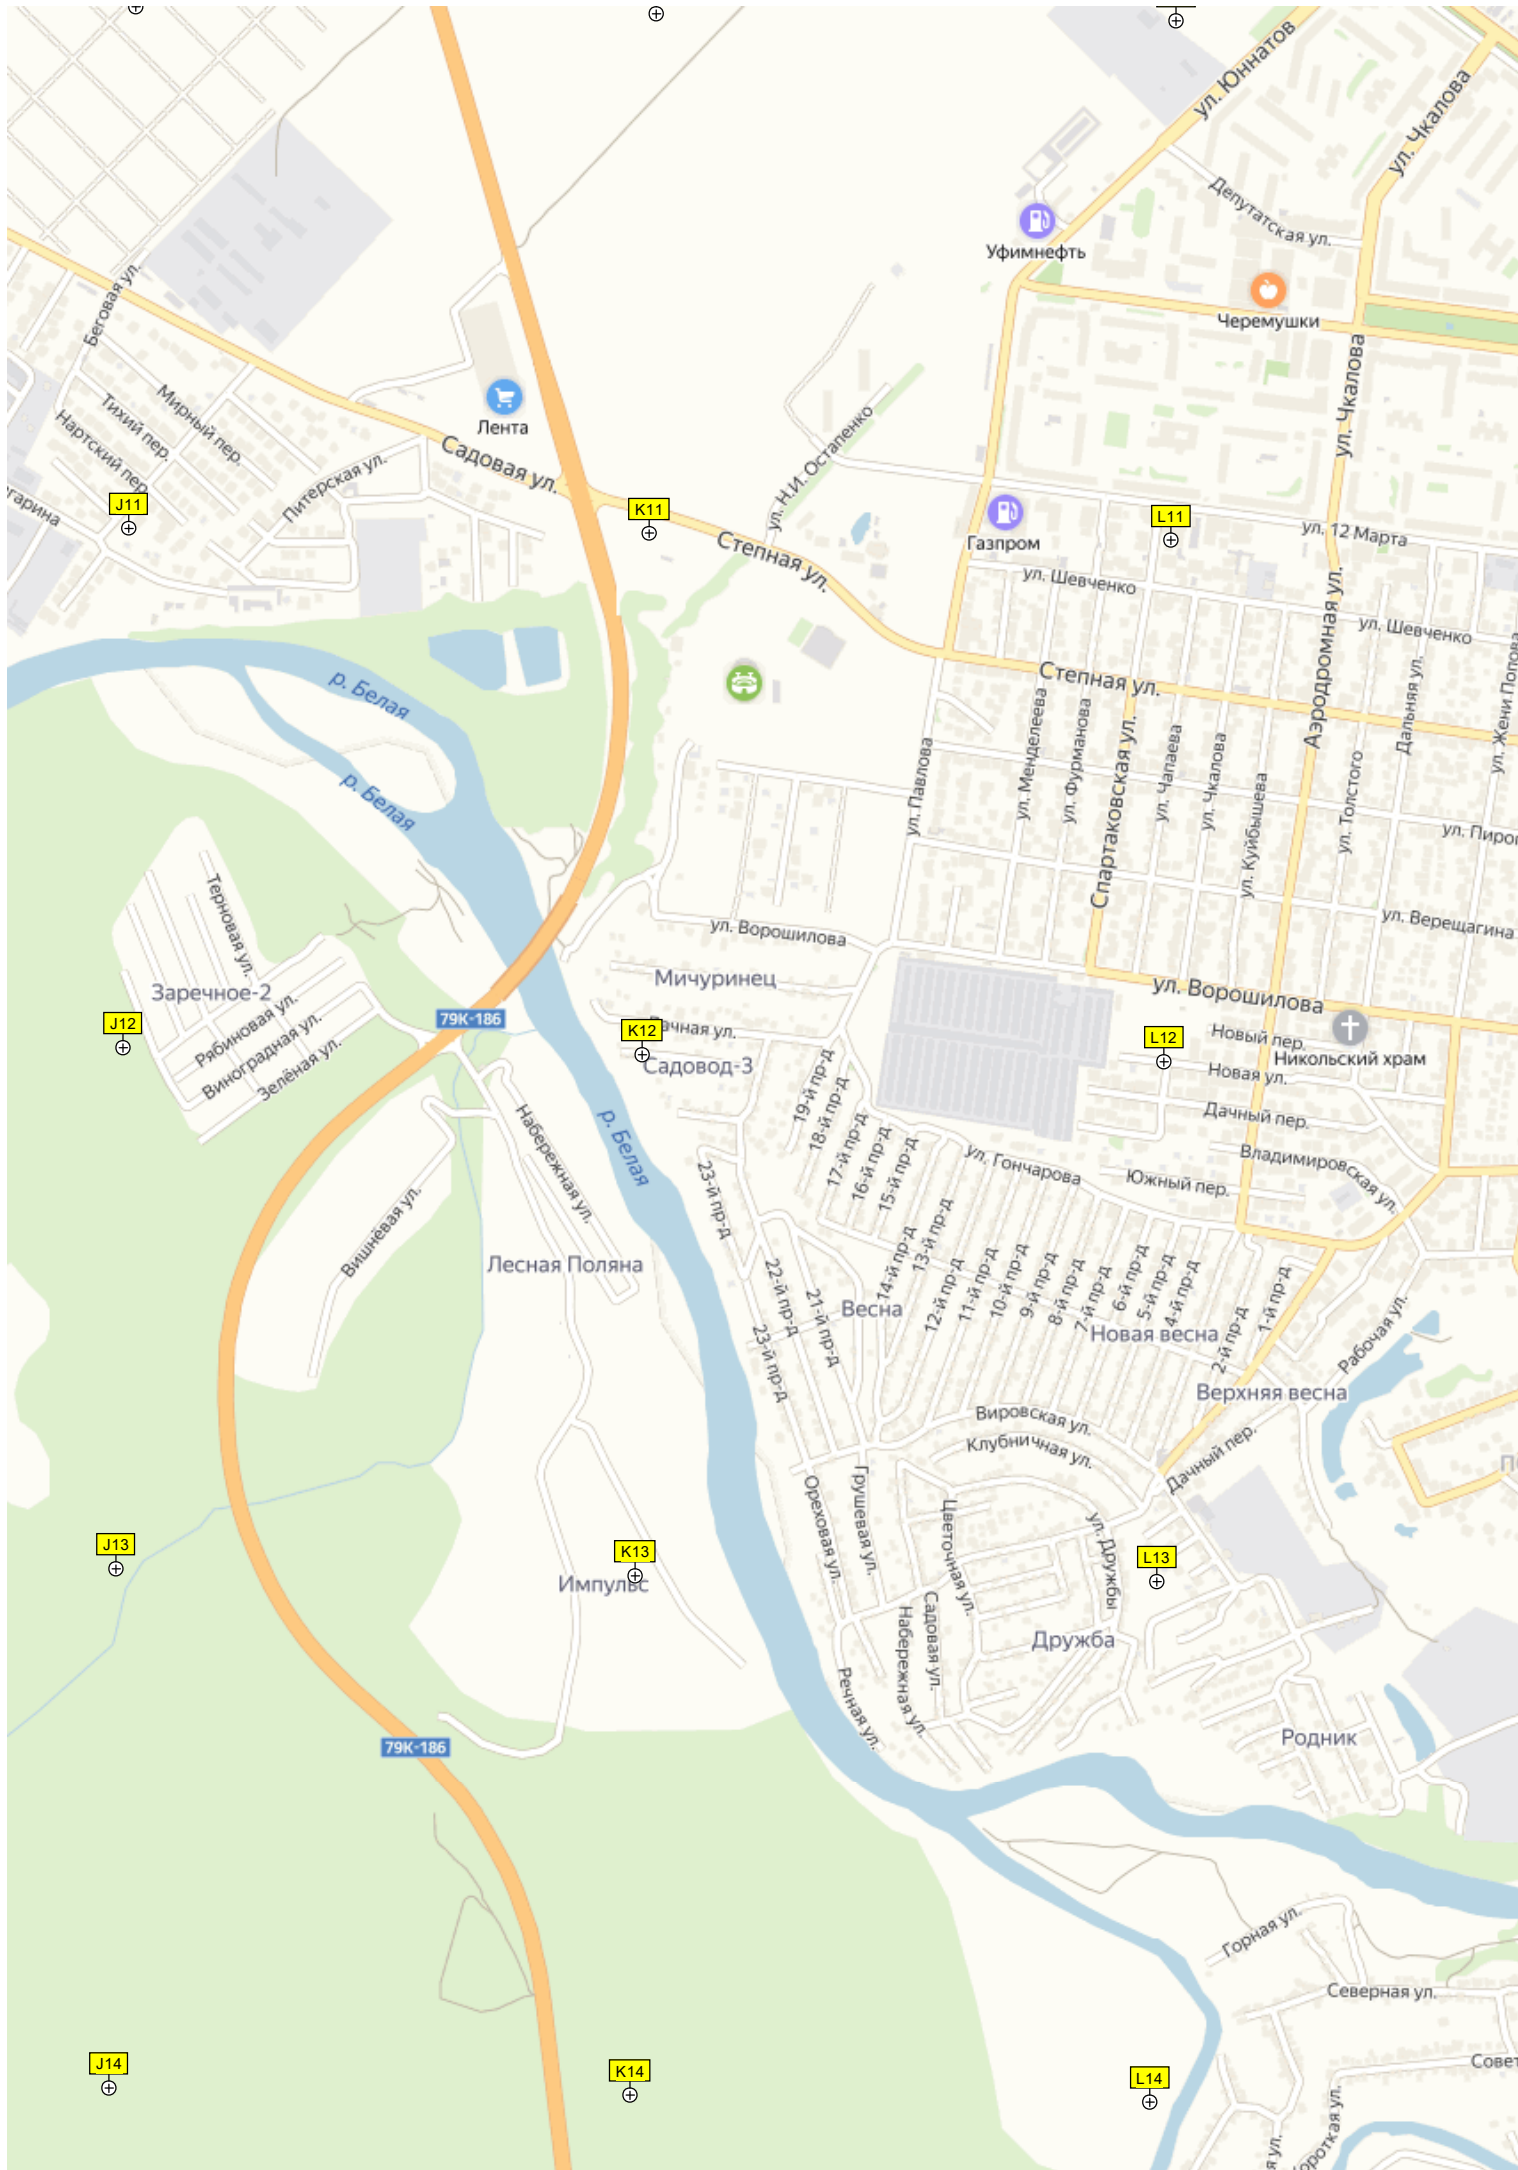 ул. Юннатов
ул. Чкалова
Депутатская ул.
Уфимнефть
Беговая ул.
Черемушки
ул. Чкалова
Мирный пер.
Тихий пер.
Нартский пер.
Лента
Садовая ул.
Питерская ул.
ул. Н.И. Остапенко
J11
K11
L11
Газпром
ул. 12 Марта
Степная ул.
ул. Шевченко
ул. Шевченко
Аэродромная ул.
Степная ул.
р. Белая
р. Белая
ул. Павлова
ул. Менделеева
ул. Фурманова
Спартаковская ул.
ул. Чапаева
ул. Чкалова
ул. Куйбышева
ул. Толстого
Дальняя ул.
ул. Жени Попова
ул. Пирог
ул. Верещагина
Терновая ул.
ул. Ворошилова
Мичуринец
Заречное-2
ул. Ворошилова
79К-186
J12
K12
L12
Дачная ул.
Рябиновая ул.
Виноградная ул.
Зелёная ул.
Садовод-3
Новый пер.
Никольский храм
Новая ул.
Дачный пер.
Набережная ул.
р. Белая
19-й пр-д
18-й пр-д
17-й пр-д
16-й пр-д
15-й пр-д
ул. Гончарова
Владимировская ул.
Южный пер.
Вишнёвая ул.
23-й пр-д
Лесная Поляна
22-й пр-д
21-й пр-д
14-й пр-д
13-й пр-д
12-й пр-д
11-й пр-д
10-й пр-д
9-й пр-д
8-й пр-д
7-й пр-д
6-й пр-д
5-й пр-д
4-й пр-д
2-й пр-д
1-й пр-д
Весна
23-й пр-д
Новая весна
Рабочая ул.
Верхняя весна
Вировская ул.
Клубничная ул.
Дачный пер.
Ореховая ул.
Грушевая ул.
Цветочная ул.
ул. Дружбы
J13
K13
L13
Импульс
Садовая ул.
Набережная ул.
Дружба
Речная ул.
Родник
79К-186
Горная ул.
Северная ул.
J14
K14
L14
Совет